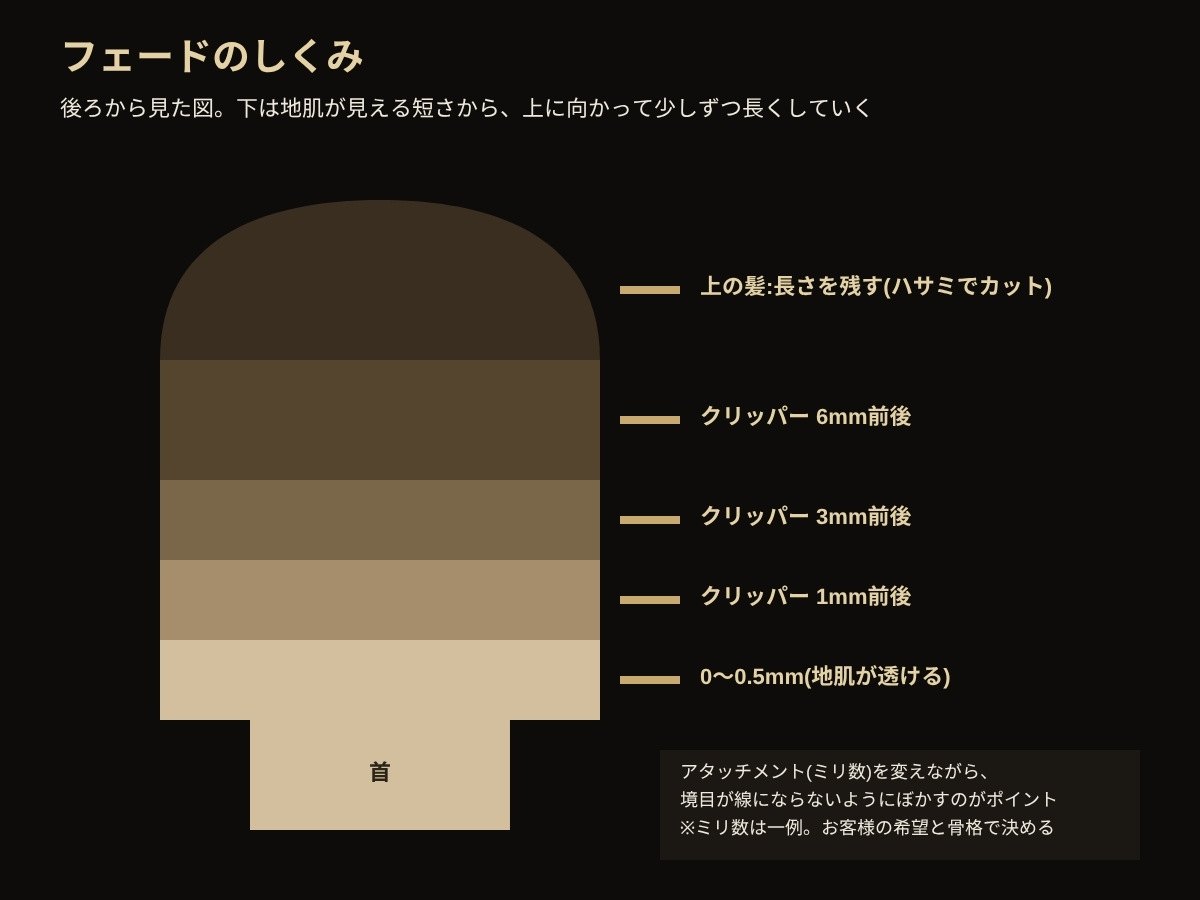 フェードのしくみ
後ろから見た図。下は地肌が見える短さから、上に向かって少しずつ長くしていく
上の髪:長さを残す(ハサミでカット)
クリッパー 6mm前後
クリッパー 3mm前後
クリッパー 1mm前後
0〜0.5mm(地肌が透ける)
首
アタッチメント(ミリ数)を変えながら、
境目が線にならないようにぼかすのがポイント
※ミリ数は一例。お客様の希望と骨格で決める